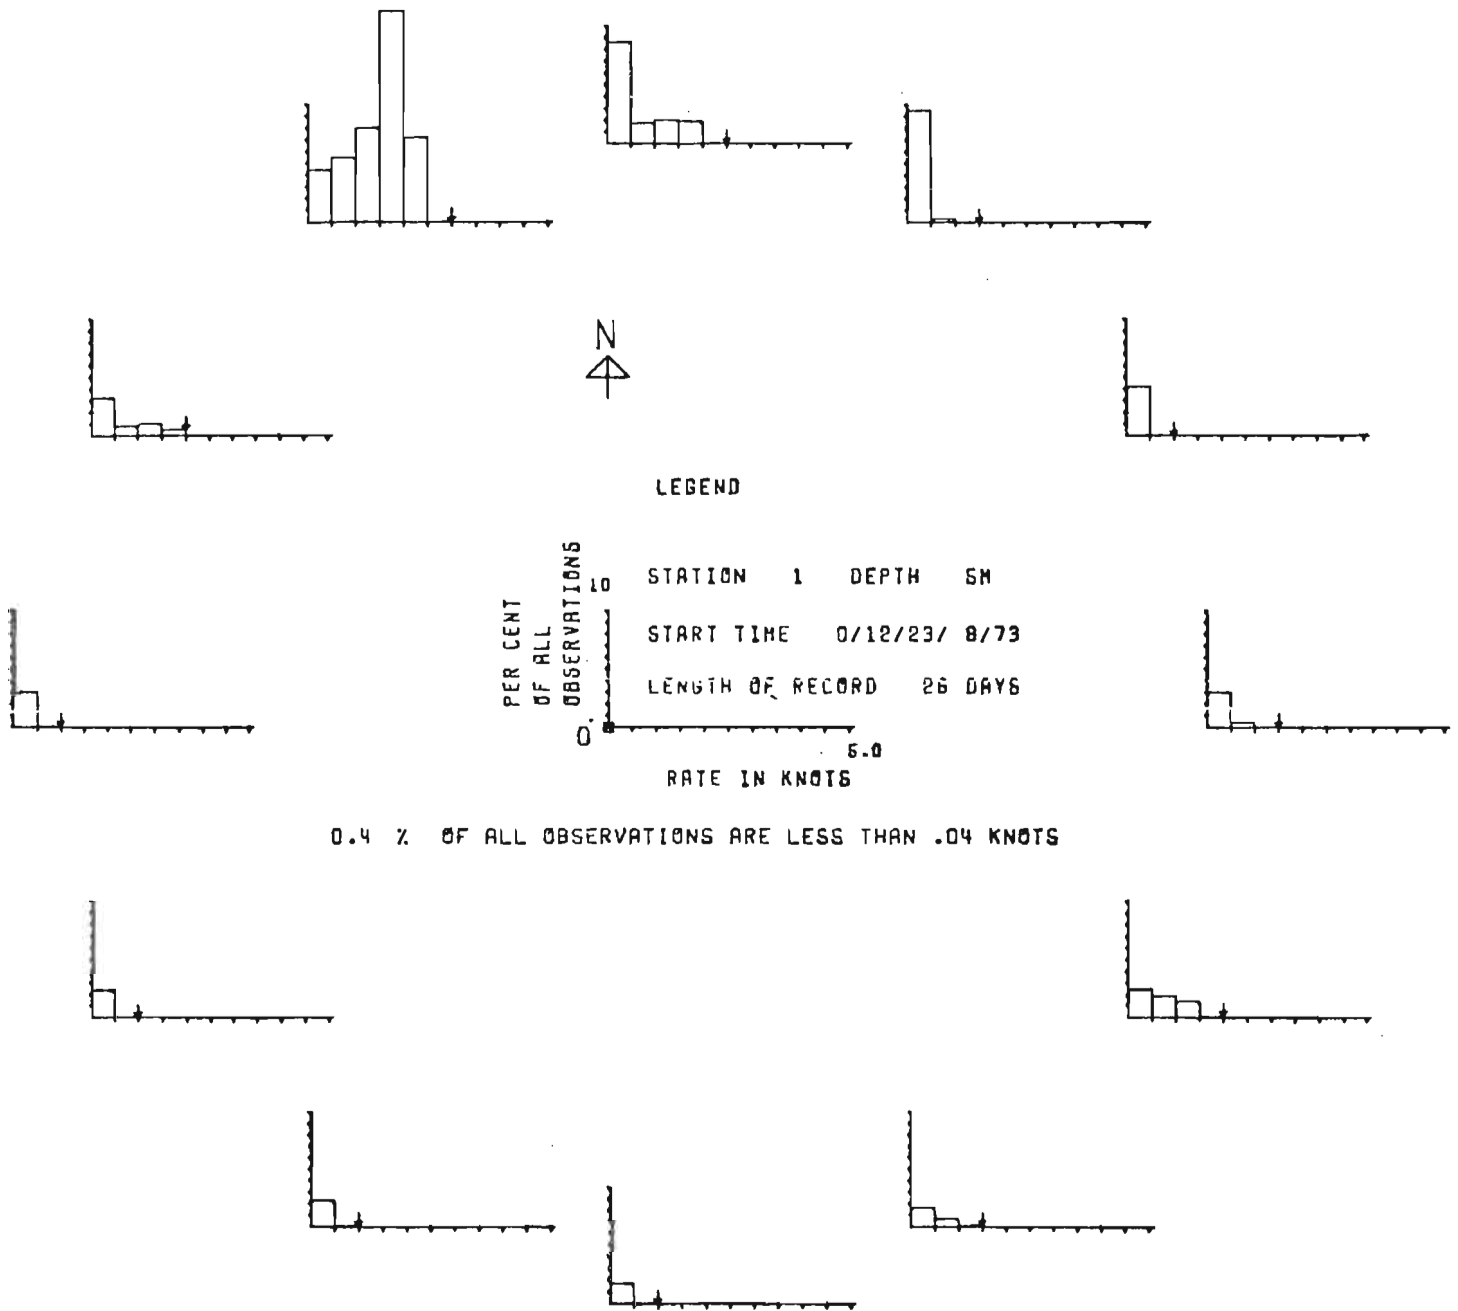 N
LEGEND
PER CENT
OF ALL
OBSERVATIONS
10
0
STATION 1 DEPTH 5M
START TIME 0/12/23/ 8/73
LENGTH OF RECORD 26 DAYS
5.0
RATE IN KNOTS
0.4 % OF ALL OBSERVATIONS ARE LESS THAN .04 KNOTS